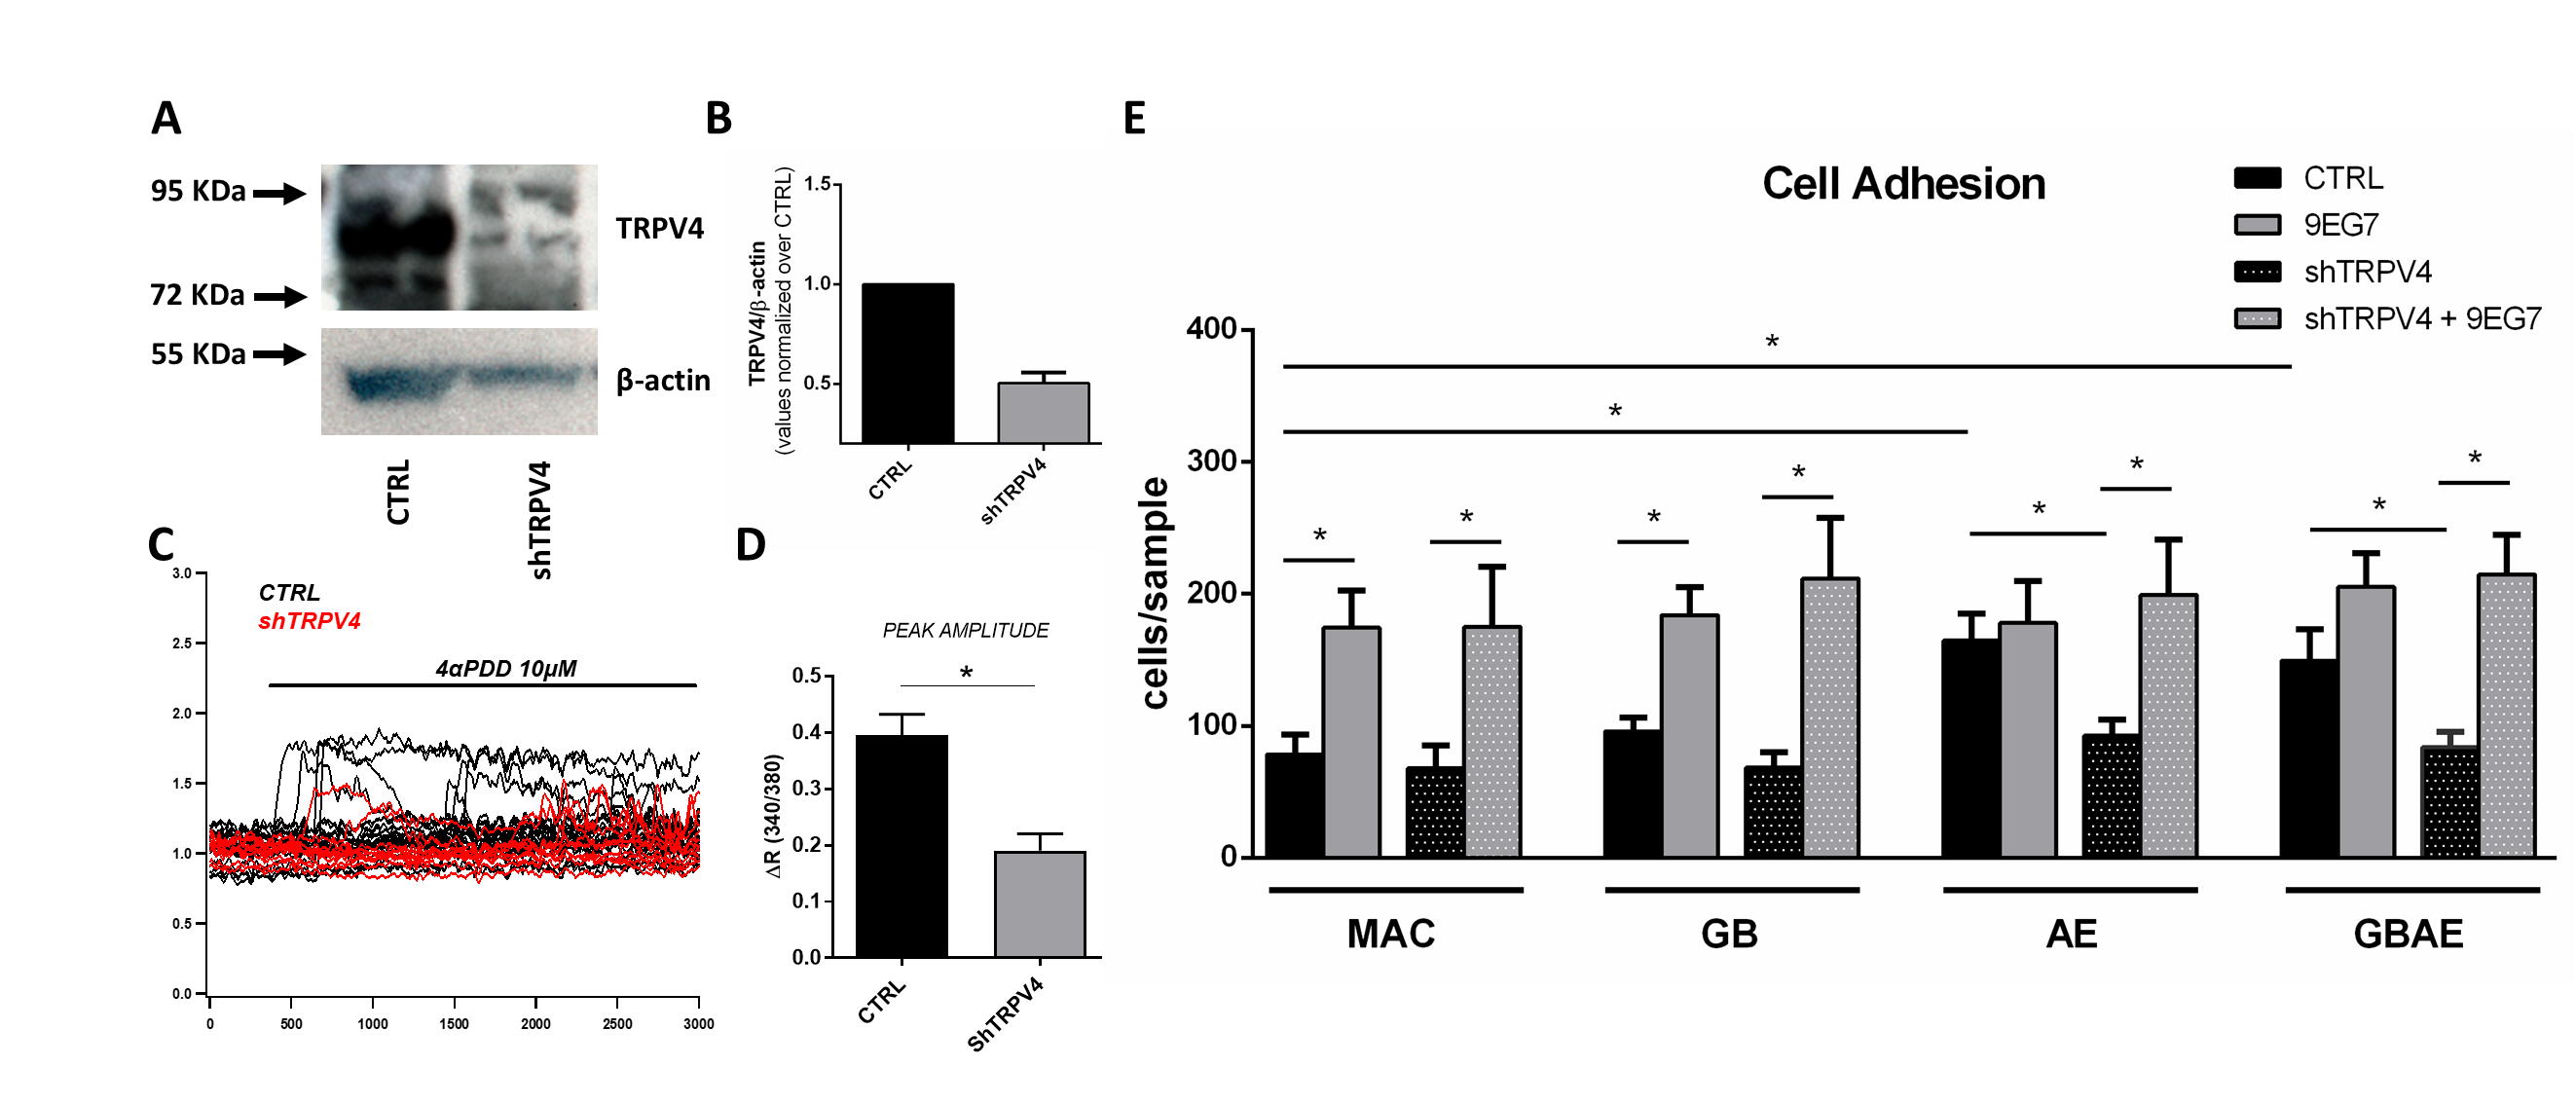 A
95 KDa
72 KDa
55 KDa
TRPV4
β-actin
CTRL
shTRPV4
B
TRPV4/β-actin
(values normalized over CTRL)
1.5
1.0
0.5
CTRL
shTRPV4
C
3.0
2.5
2.0
1.5
1.0
0.5
0.0
CTRL
shTRPV4
4αPDD 10μM
0 500 1000 1500 2000 2500 3000
D
PEAK AMPLITUDE
*
ΔR (340/380)
0.5
0.4
0.3
0.2
0.1
0.0
CTRL
ShTRPV4
E
Cell Adhesion
CTRL
9EG7
shTRPV4
shTRPV4 + 9EG7
cells/sample
400
300
200
100
0
*
*
* * * * * * * *
MAC GB AE GBAE